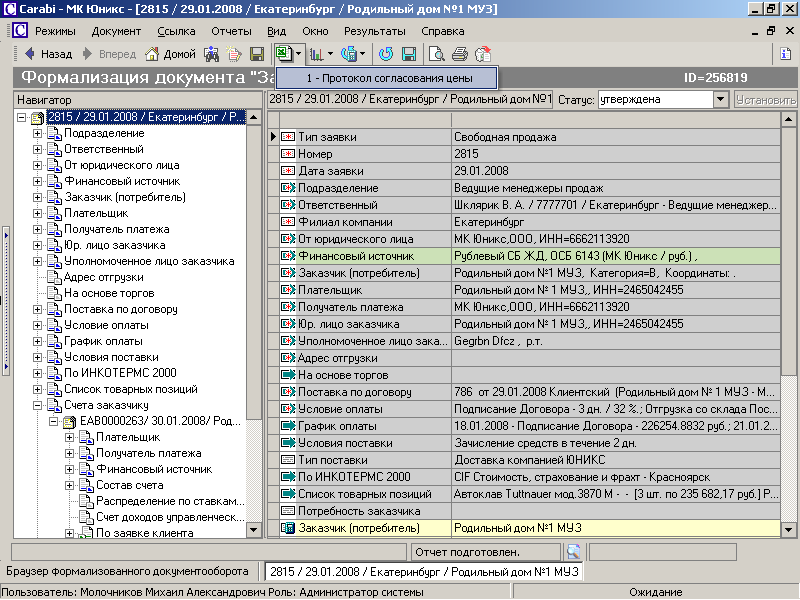 Carabi - МК Юникс - [2815 / 29.01.2008 / Екатеринбург / Родильный дом №1 МУЗ]
Режимы Документ Ссылка Отчеты Вид Окно Результаты Справка
Назад Вперед Домой
Формализация документа "За ID=256819
1 - Протокол согласования цены
Навигатор
2815 / 29.01.2008 / Екатеринбург / Р...
Подразделение
Ответственный
От юридического лица
Финансовый источник
Заказчик (потребитель)
Плательщик
Получатель платежа
Юр. лицо заказчика
Уполномоченное лицо заказчика
Адрес отгрузки
На основе торгов
Поставка по договору
Условие оплаты
График оплаты
Условия поставки
По ИНКОТЕРМС 2000
Список товарных позиций
Счета заказчику
ЕАВ0000263/ 30.01.2008/ Род...
Плательщик
Получатель платежа
Финансовый источник
Состав счета
Распределение по ставкам...
Счет доходов управленческ...
По заявке клиента
2815 / 29.01.2008 / Екатеринбург / Родильный дом №1 Статус: утверждена Установить
Тип заявки Свободная продажа
Номер 2815
Дата заявки 29.01.2008
Подразделение Ведущие менеджеры продаж
Ответственный Шклярик В. А. / 7777701 / Екатеринбург - Ведущие менеджер...
Филиал компании Екатеринбург
От юридического лица МК Юникс,ООО, ИНН=6662113920
Финансовый источник Рублевый СБ ЖД, ОСБ 6143 (МК Юникс / руб.) ,
Заказчик (потребитель) Родильный дом №1 МУЗ, Категория=В, Координаты: .
Плательщик Родильный дом № 1 МУЗ,, ИНН=2465042455
Получатель платежа МК Юникс,ООО, ИНН=6662113920
Юр. лицо заказчика Родильный дом № 1 МУЗ,, ИНН=2465042455
Уполномоченное лицо зака... Gegrbn Dfcz , р.т.
Адрес отгрузки
На основе торгов
Поставка по договору 786 от 29.01.2008 Клиентский (Родильный дом № 1 МУЗ - М...
Условие оплаты Подписание Договора - 3 дн. / 32 %.; Отгрузка со склада Пос...
График оплаты 18.01.2008 - Подписание Договора - 226254.8832 руб.; 21.01.2...
Условия поставки Зачисление средств в течение 2 дн.
Тип поставки Доставка компанией ЮНИКС
По ИНКОТЕРМС 2000 CIF Стоимость, страхование и фрахт - Красноярск
Список товарных позиций Автоклав Tuttnauer мод.3870 М - - [3 шт. по 235 682,17 руб.] Р...
Потребность заказчика
Заказчик (потребитель) Родильный дом №1 МУЗ
Отчет подготовлен.
Браузер формализованного документооборота 2815 / 29.01.2008 / Екатеринбург / Родильный дом №1 МУЗ
Пользователь: Молочников Михаил Александрович Роль: Администратор системы Ожидание